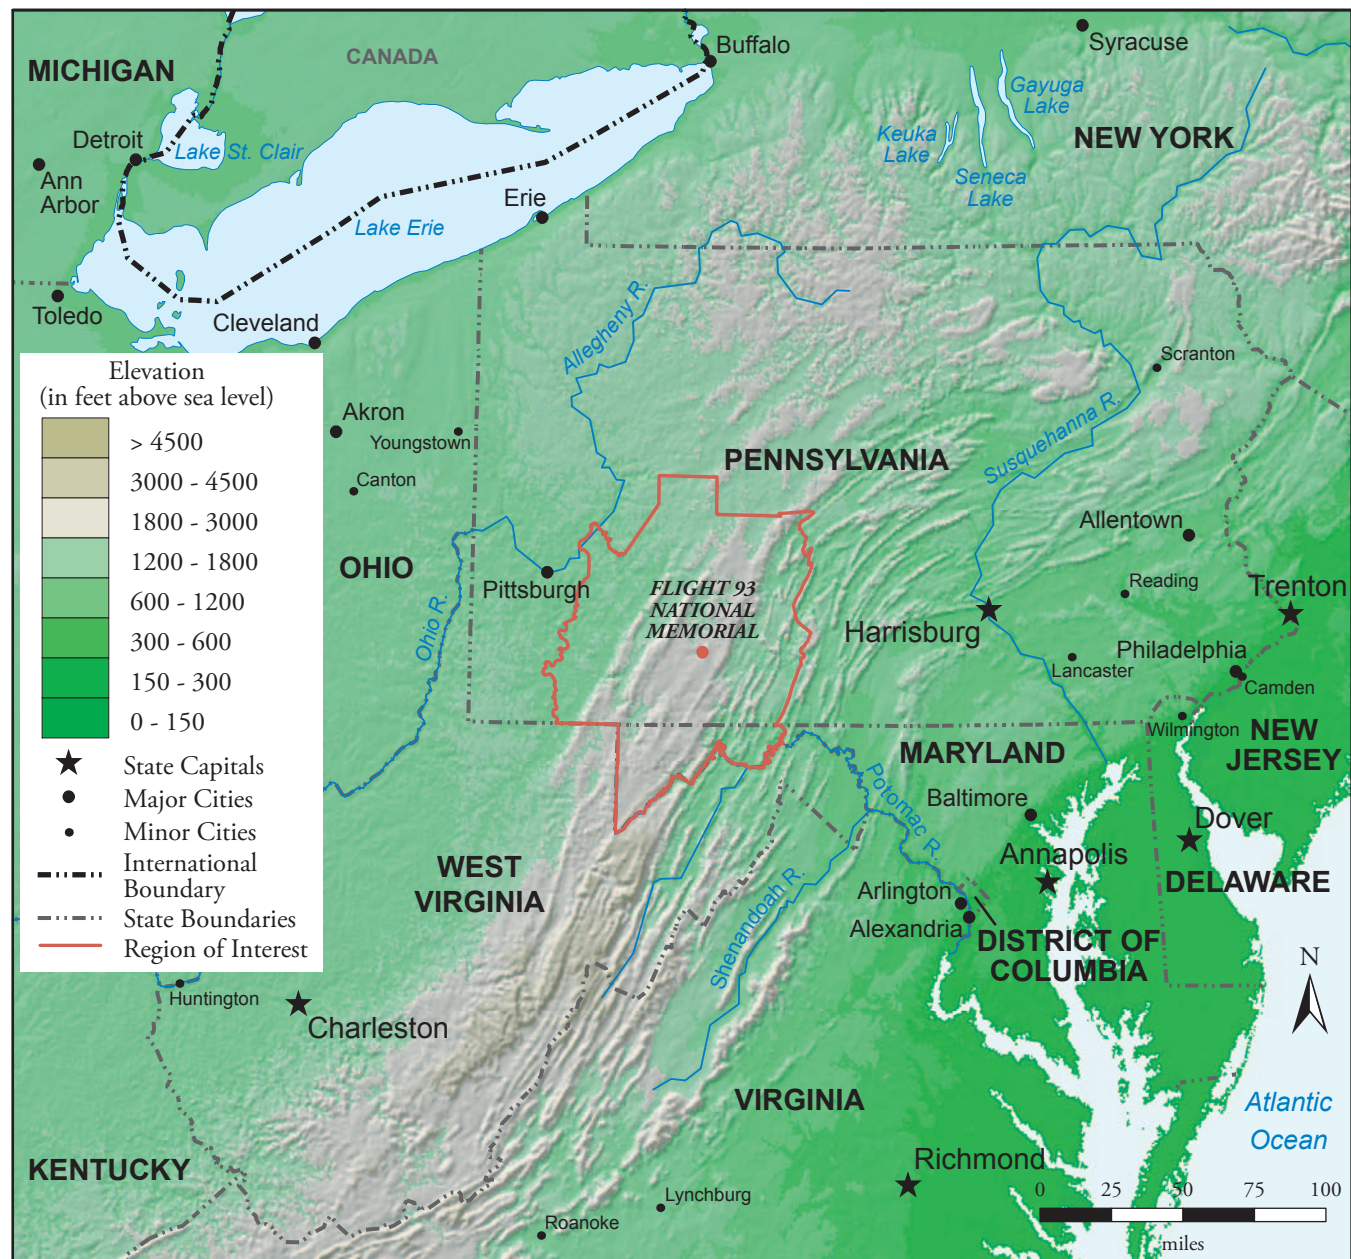 MICHIGAN
CANADA
Buffalo
Syracuse
Detroit
Lake St. Clair
Ann
Arbor
Gayuga
Lake
Keuka
Lake
Seneca
Lake
NEW YORK
Erie
Lake Erie
Toledo
Cleveland
Allegheny R.
Scranton
Susquehanna R.
Elevation
(in feet above sea level)
> 4500
3000 - 4500
1800 - 3000
1200 - 1800
600 - 1200
300 - 600
150 - 300
0 - 150
State Capitals
Major Cities
Minor Cities
International
Boundary
State Boundaries
Region of Interest
Akron
Youngstown
Canton
PENNSYLVANIA
OHIO
Pittsburgh
Ohio R.
FLIGHT 93
NATIONAL
MEMORIAL
Allentown
Reading
Trenton
Harrisburg
Lancaster
Philadelphia
Camden
Wilmington
NEW
JERSEY
MARYLAND
Potomac R.
Baltimore
Dover
Annapolis
WEST
VIRGINIA
Shenandoah R.
Arlington
Alexandria
DELAWARE
DISTRICT OF
COLUMBIA
N
Huntington
Charleston
VIRGINIA
Atlantic
Ocean
KENTUCKY
Richmond
Lynchburg
Roanoke
0 25 50 75 100
miles